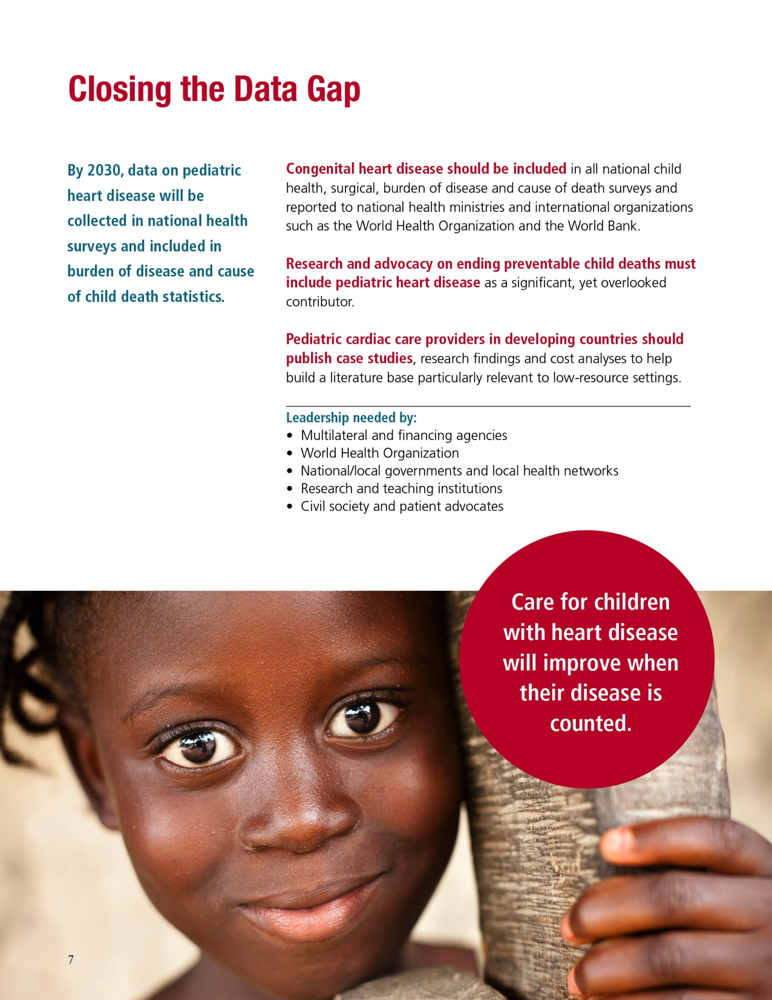 Closing the Data Gap
By 2030, data on pediatric
heart disease will be
collected in national health
surveys and included in
burden of disease and cause
of child death statistics.
Congenital heart disease should be included in all national child
health, surgical, burden of disease and cause of death surveys and
reported to national health ministries and international organizations
such as the World Health Organization and the World Bank.
Research and advocacy on ending preventable child deaths must
include pediatric heart disease as a significant, yet overlooked
contributor.
Pediatric cardiac care providers in developing countries should
publish case studies, research findings and cost analyses to help
build a literature base particularly relevant to low-resource settings.
Leadership needed by:
• Multilateral and financing agencies
• World Health Organization
• National/local governments and local health networks
• Research and teaching institutions
• Civil society and patient advocates
Care for children
with heart disease
will improve when
their disease is
counted.
7